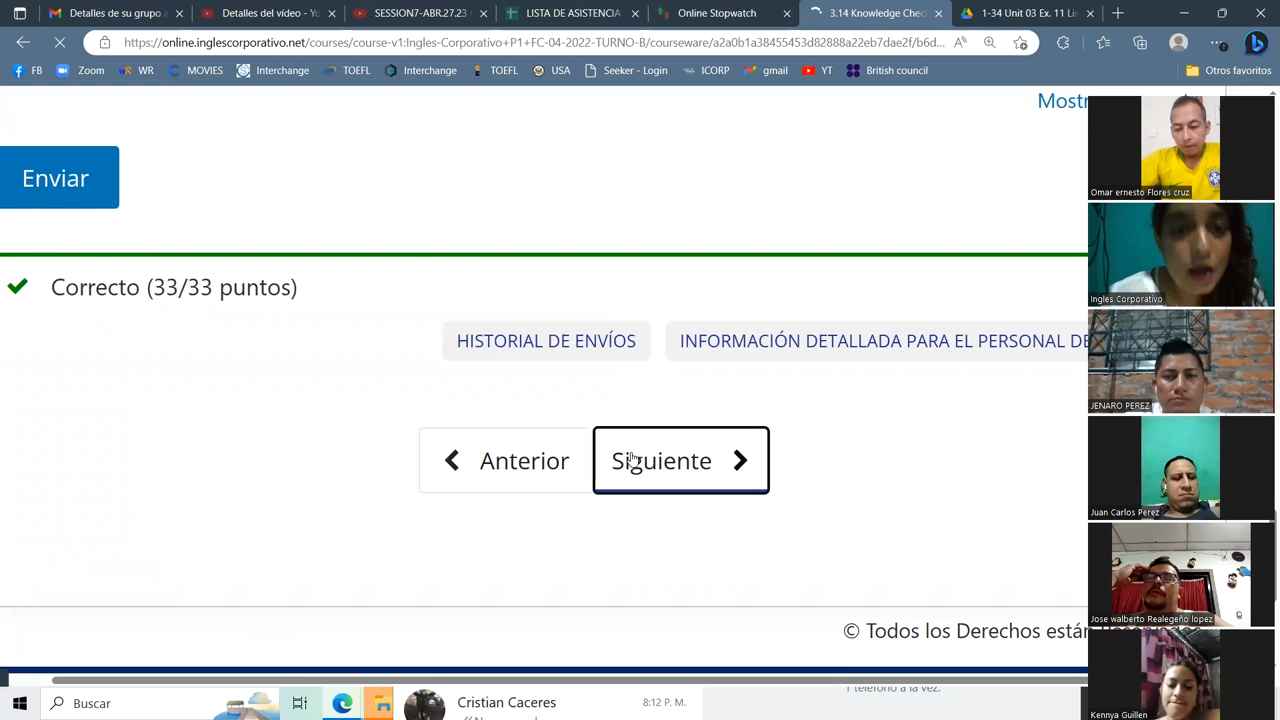 Detalles de su grupo a
Detalles del vídeo - Yo
SESSION7-ABR.27.23
LISTA DE ASISTENCIA
Online Stopwatch
3.14 Knowledge Chec
1-34 Unit 03 Ex. 11 Lis
https://online.inglescorporativo.net/courses/course-v1:Ingles-Corporativo+P1+FC-04-2022-TURNO-B/courseware/a2a0b1a38455453d82888a22eb7dae2f/b6d...
FB
Zoom
WR
MOVIES
Interchange
TOEFL
Interchange
TOEFL
USA
Seeker - Login
ICORP
gmail
YT
British council
Otros favoritos
Mostr
Enviar
Correcto (33/33 puntos)
HISTORIAL DE ENVÍOS
INFORMACIÓN DETALLADA PARA EL PERSONAL DE
Anterior
Siguiente
© Todos los Derechos están
Omar ernesto Flores cruz
Ingles Corporativo
JENARO PEREZ
Juan Carlos Perez
Jose walberto Realegeño lopez
Kennya Guillen
Buscar
Cristian Caceres
8:12 P. M.
1 telefono a la vez.